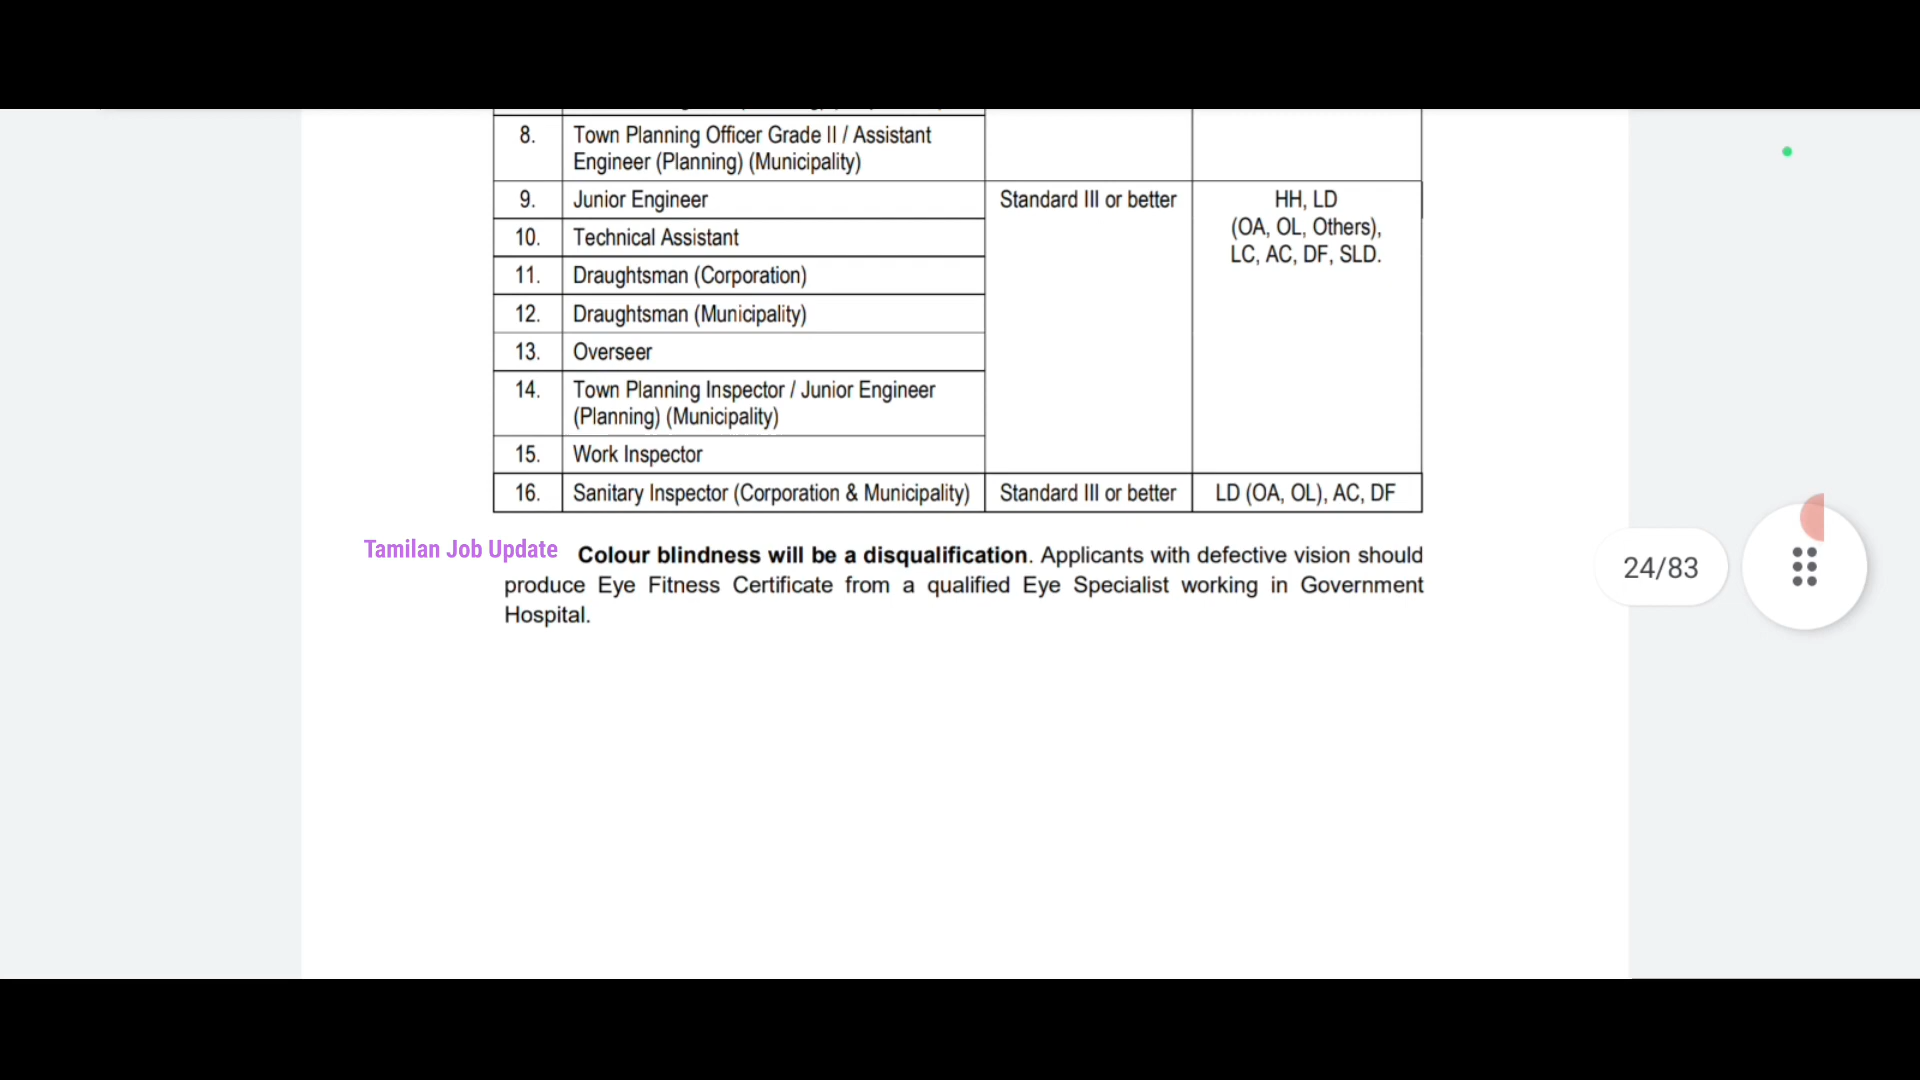 8. Town Planning Officer Grade II / Assistant
Engineer (Planning) (Municipality)
9. Junior Engineer Standard III or better HH, LD
(OA, OL, Others),
LC, AC, DF, SLD.
10. Technical Assistant
11. Draughtsman (Corporation)
12. Draughtsman (Municipality)
13. Overseer
14. Town Planning Inspector / Junior Engineer
(Planning) (Municipality)
15. Work Inspector
16. Sanitary Inspector (Corporation & Municipality) Standard III or better LD (OA, OL), AC, DF
Tamilan Job Update
Colour blindness will be a disqualification. Applicants with defective vision should
produce Eye Fitness Certificate from a qualified Eye Specialist working in Government
Hospital.
24/83